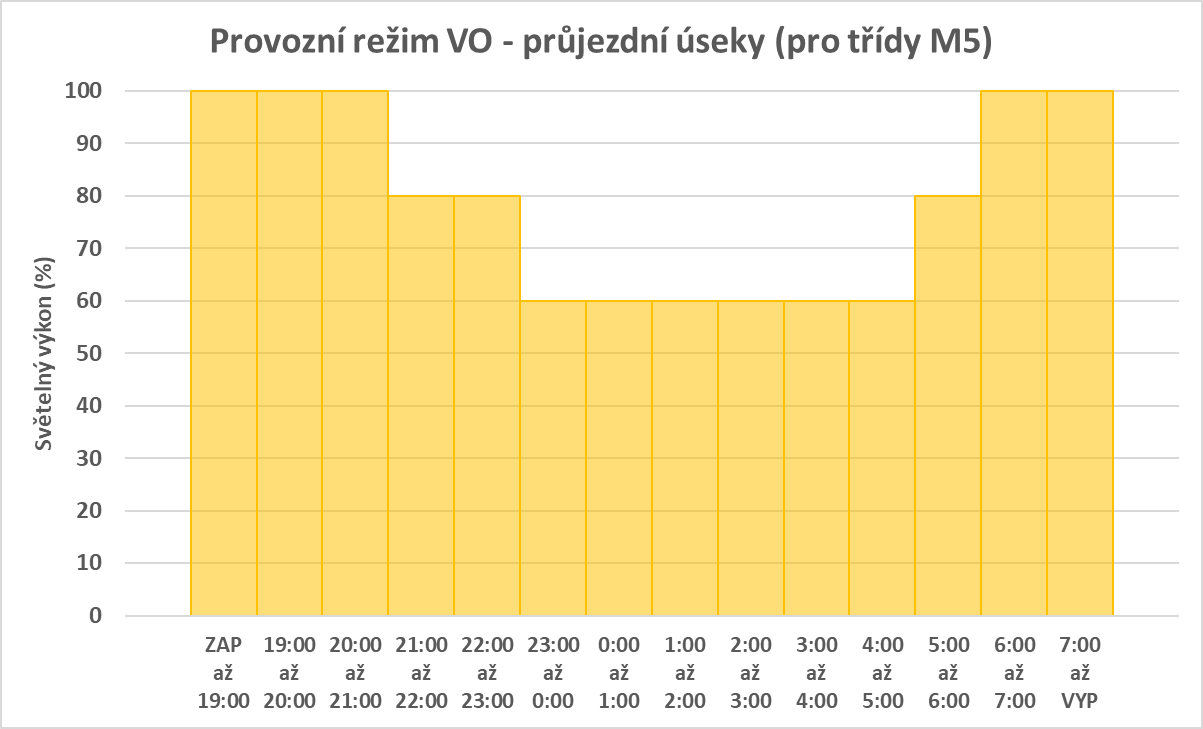 Provozní režim VO - průjezdní úseky (pro třídy M5)
Světelný výkon (%)
100
90
80
70
60
50
40
30
20
10
0
ZAP až 19:00
19:00 až 20:00
20:00 až 21:00
21:00 až 22:00
22:00 až 23:00
23:00 až 0:00
0:00 až 1:00
1:00 až 2:00
2:00 až 3:00
3:00 až 4:00
4:00 až 5:00
5:00 až 6:00
6:00 až 7:00
7:00 až VYP